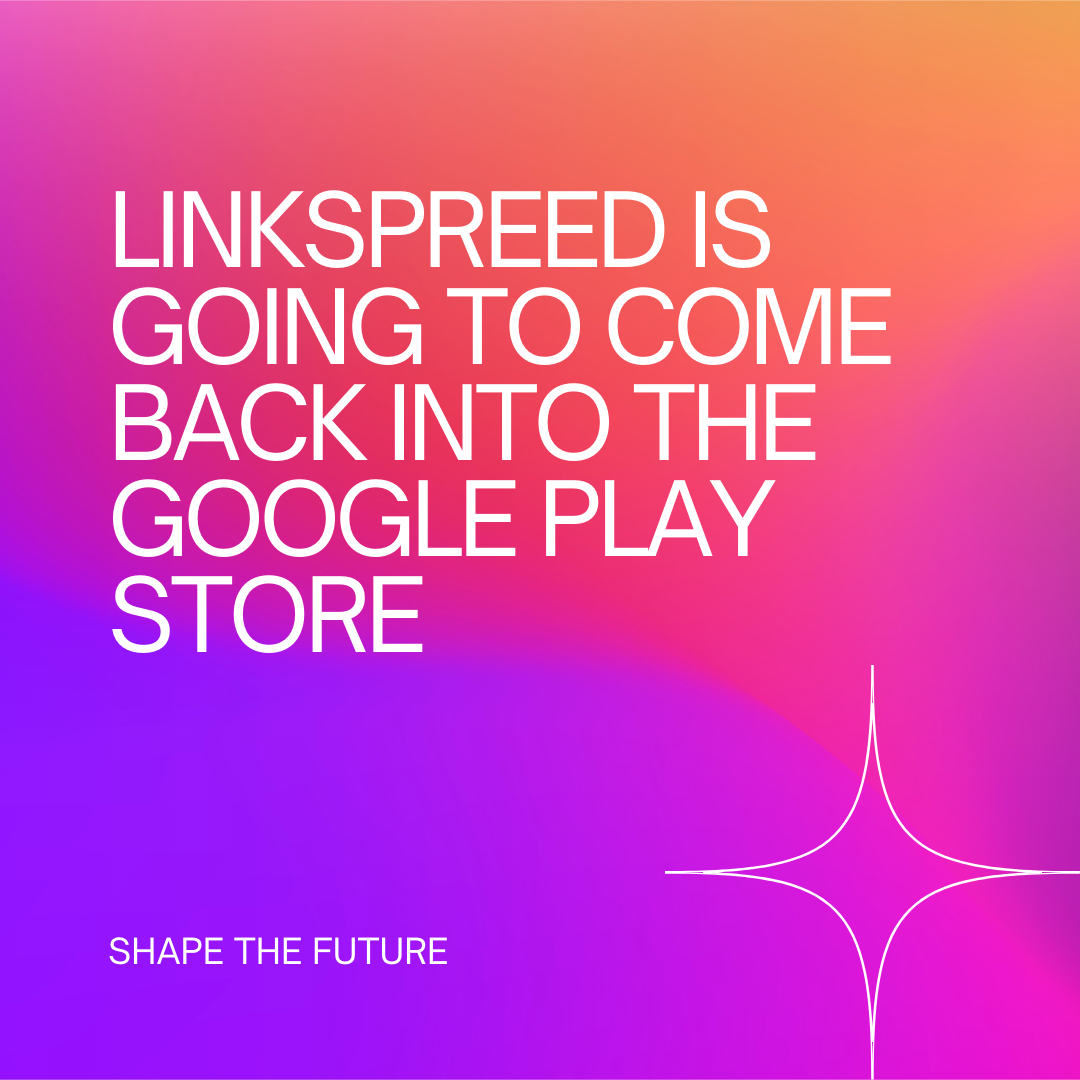 LINKSPREED IS
GOING TO COME
BACK INTO THE
GOOGLE PLAY
STORE
SHAPE THE FUTURE